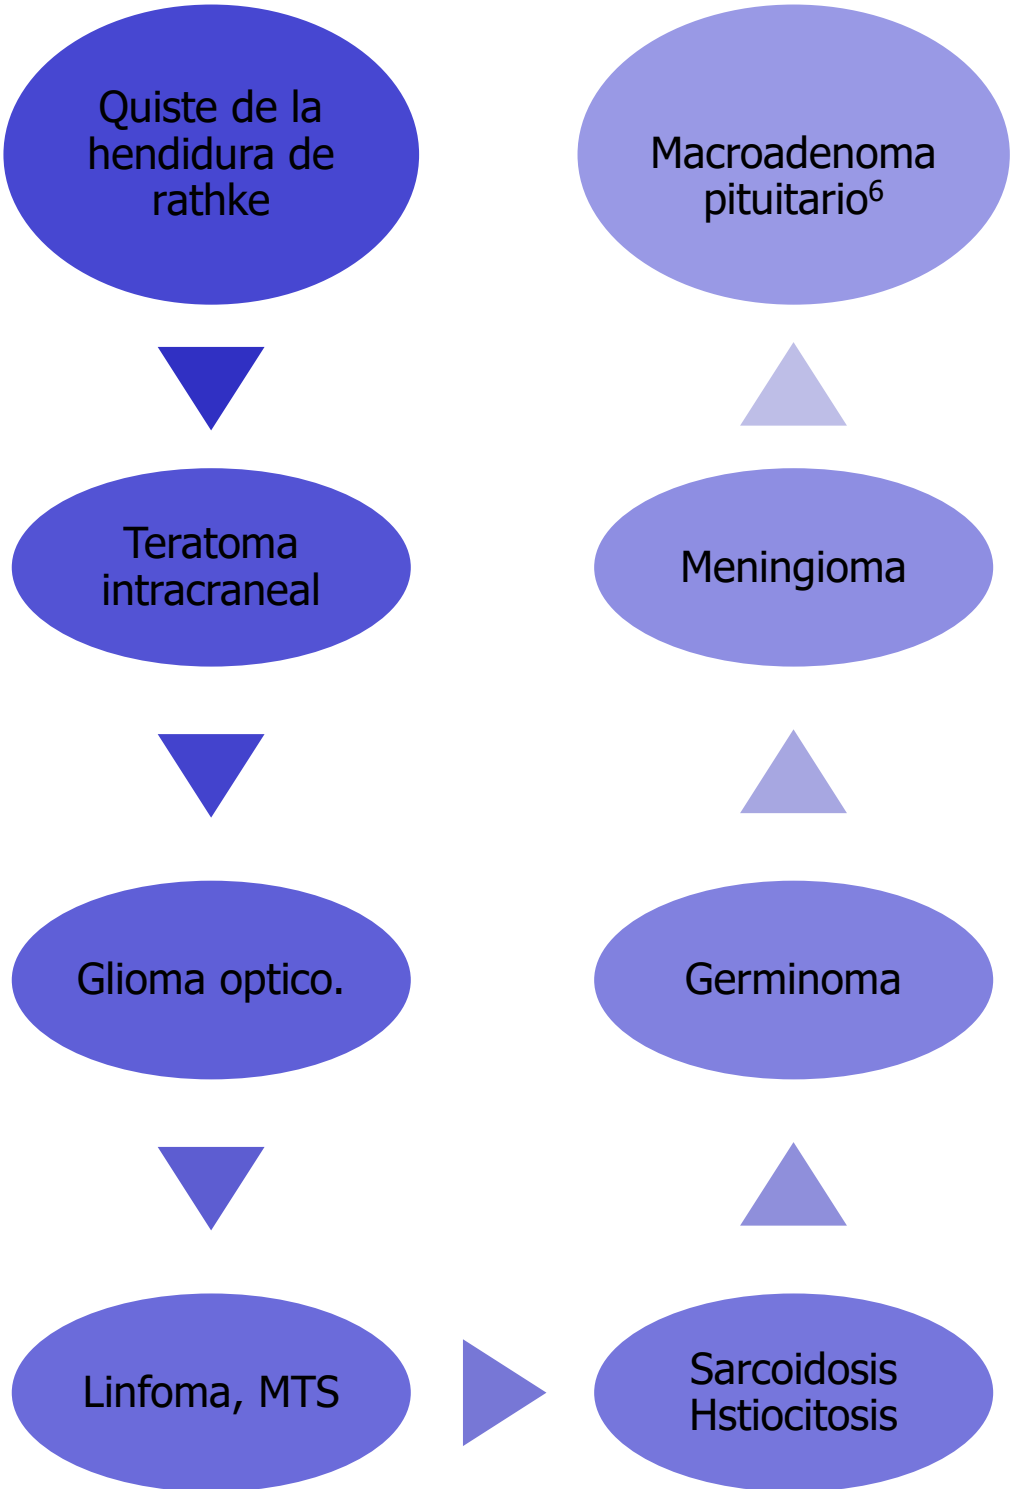 Quiste de la
hendidura de
rathke
Teratoma
intracraneal
Glioma optico.
Linfoma, MTS
Sarcoidosis
Hstiocitosis
Germinoma
Meningioma
Macroadenoma
pituitario⁶